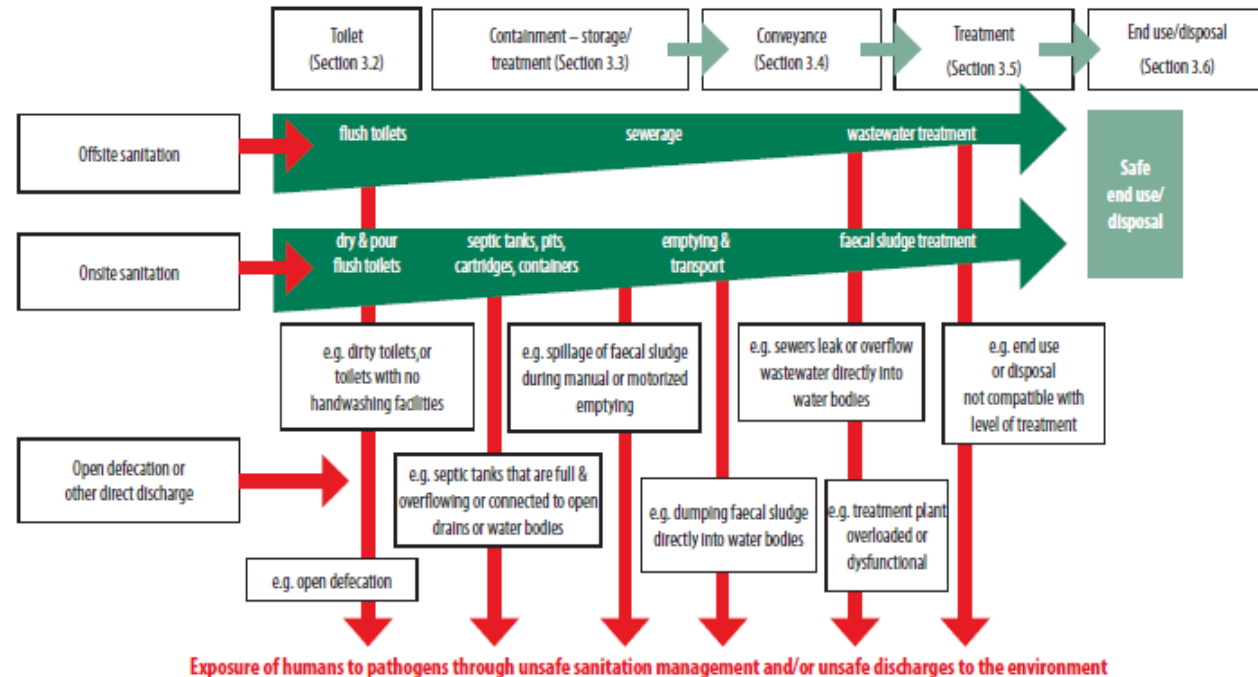 Toilet
(Section 3.2)
Containment – storage/
treatment (Section 3.3)
Conveyance
(Section 3.4)
Treatment
(Section 3.5)
End use/disposal
(Section 3.6)
Offsite sanitation
flush toilets
sewerage
wastewater treatment
Safe
end use/
disposal
Onsite sanitation
dry & pour
flush toilets
septic tanks, pits,
cartridges, containers
emptying &
transport
faecal sludge treatment
e.g. dirty toilets,or
toilets with no
handwashing facilities
e.g. spillage of faecal sludge
during manual or motorized
emptying
e.g. sewers leak or overflow
wastewater directly into
water bodies
e.g. end use
or disposal
not compatible with
level of treatment
Open defecation or
other direct discharge
e.g. septic tanks that are full &
overflowing or connected to open
drains or water bodies
e.g. dumping faecal sludge
directly into water bodies
e.g. treatment plant
overloaded or
dysfunctional
e.g. open defecation
Exposure of humans to pathogens through unsafe sanitation management and/or unsafe discharges to the environment